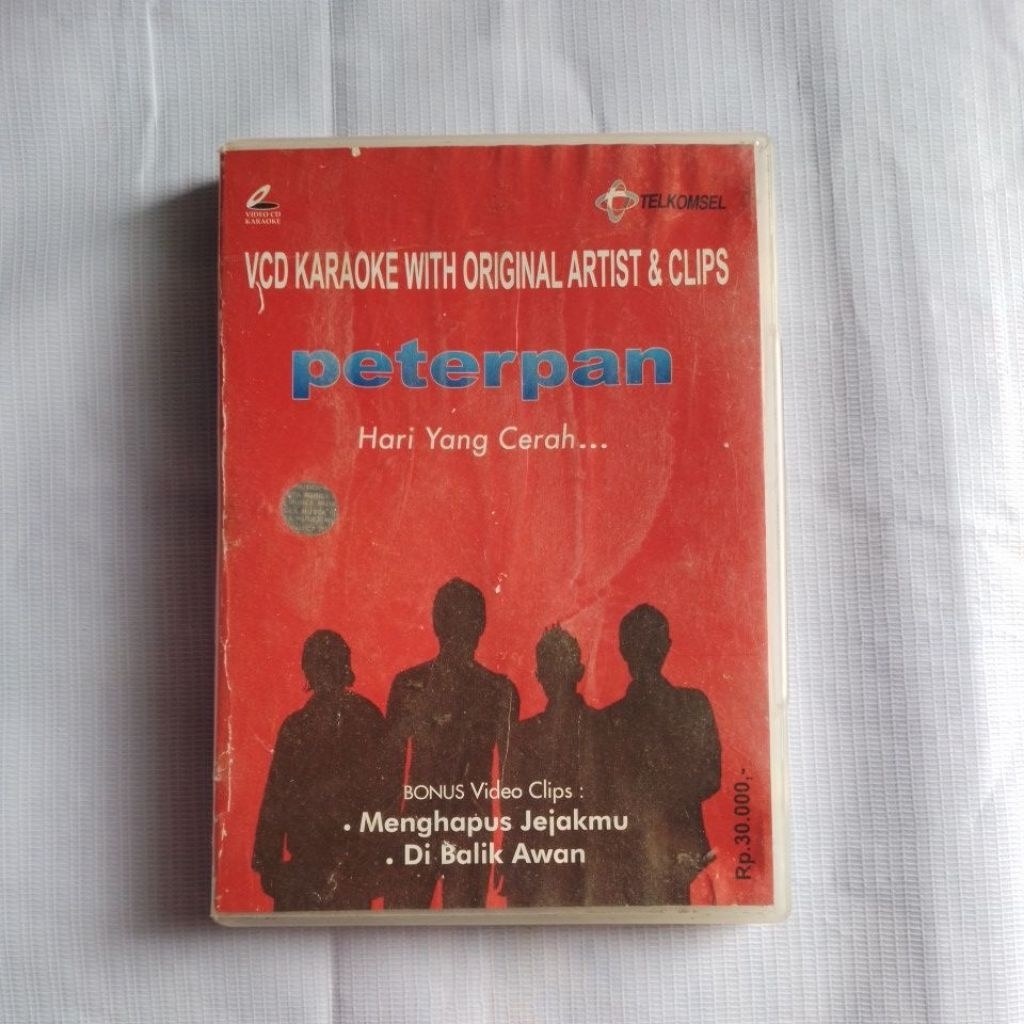 VIDEO CD
KARAOKE
TELKOMSEL
VCD KARAOKE WITH ORIGINAL ARTIST & CLIPS
peterpan
Hari Yang Cerah...
BONUS Video Clips :
• Menghapus Jejakmu
• Di Balik Awan
Rp.30.000,-